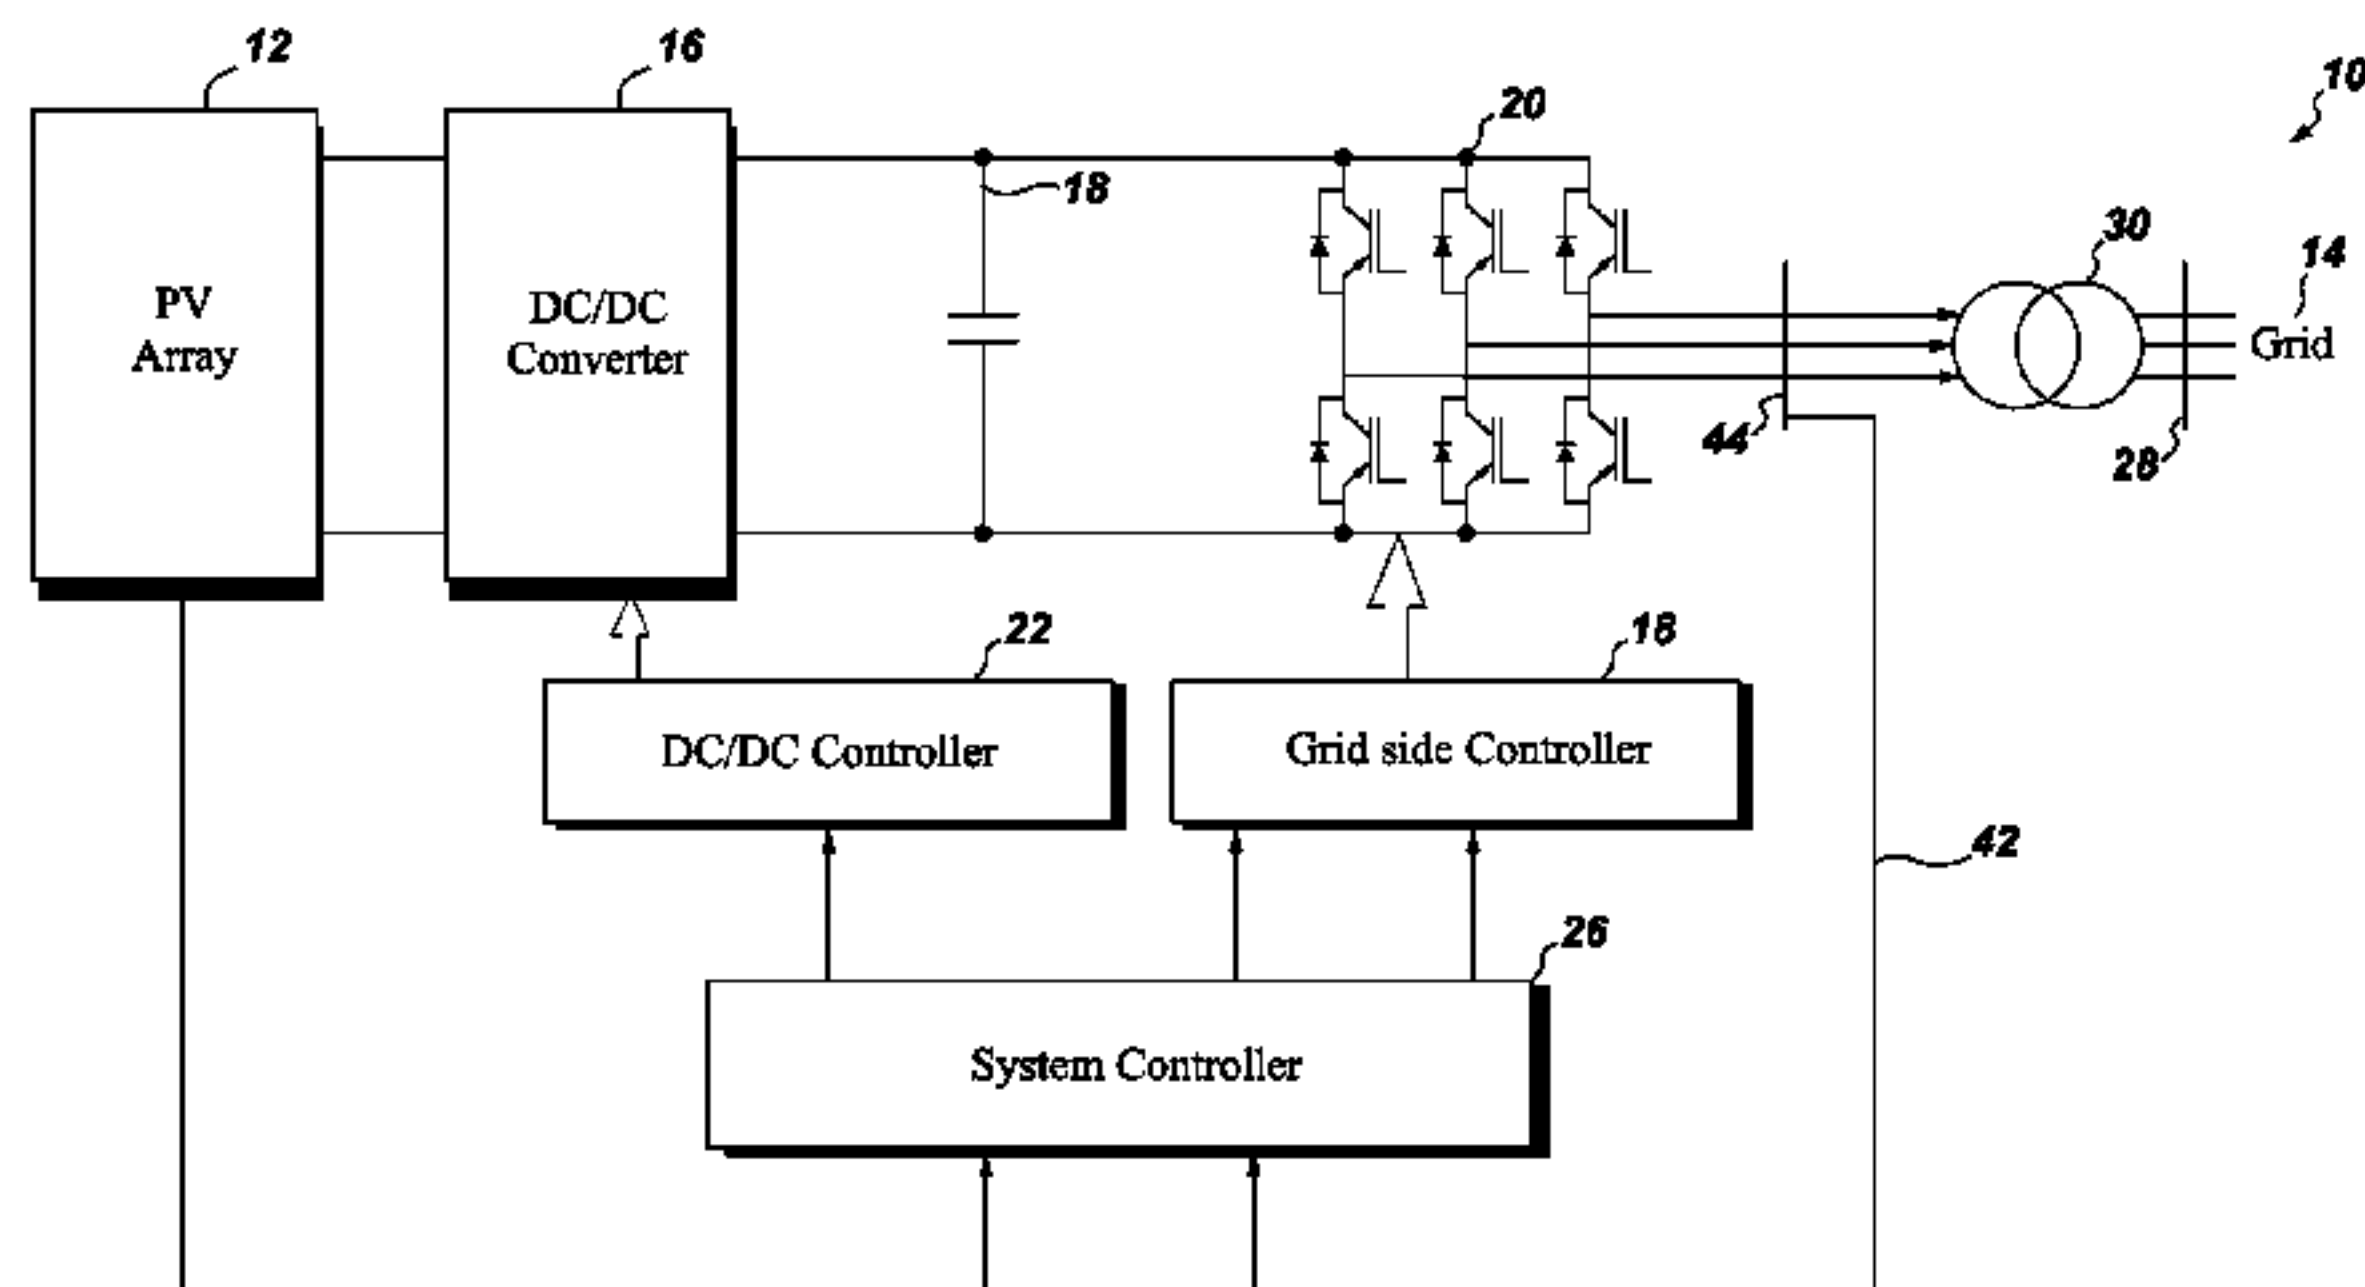 12
16
10
20
18
30
14
PV
Array
DC/DC
Converter
Grid
44
28
22
18
DC/DC Controller
Grid side Controller
42
26
System Controller